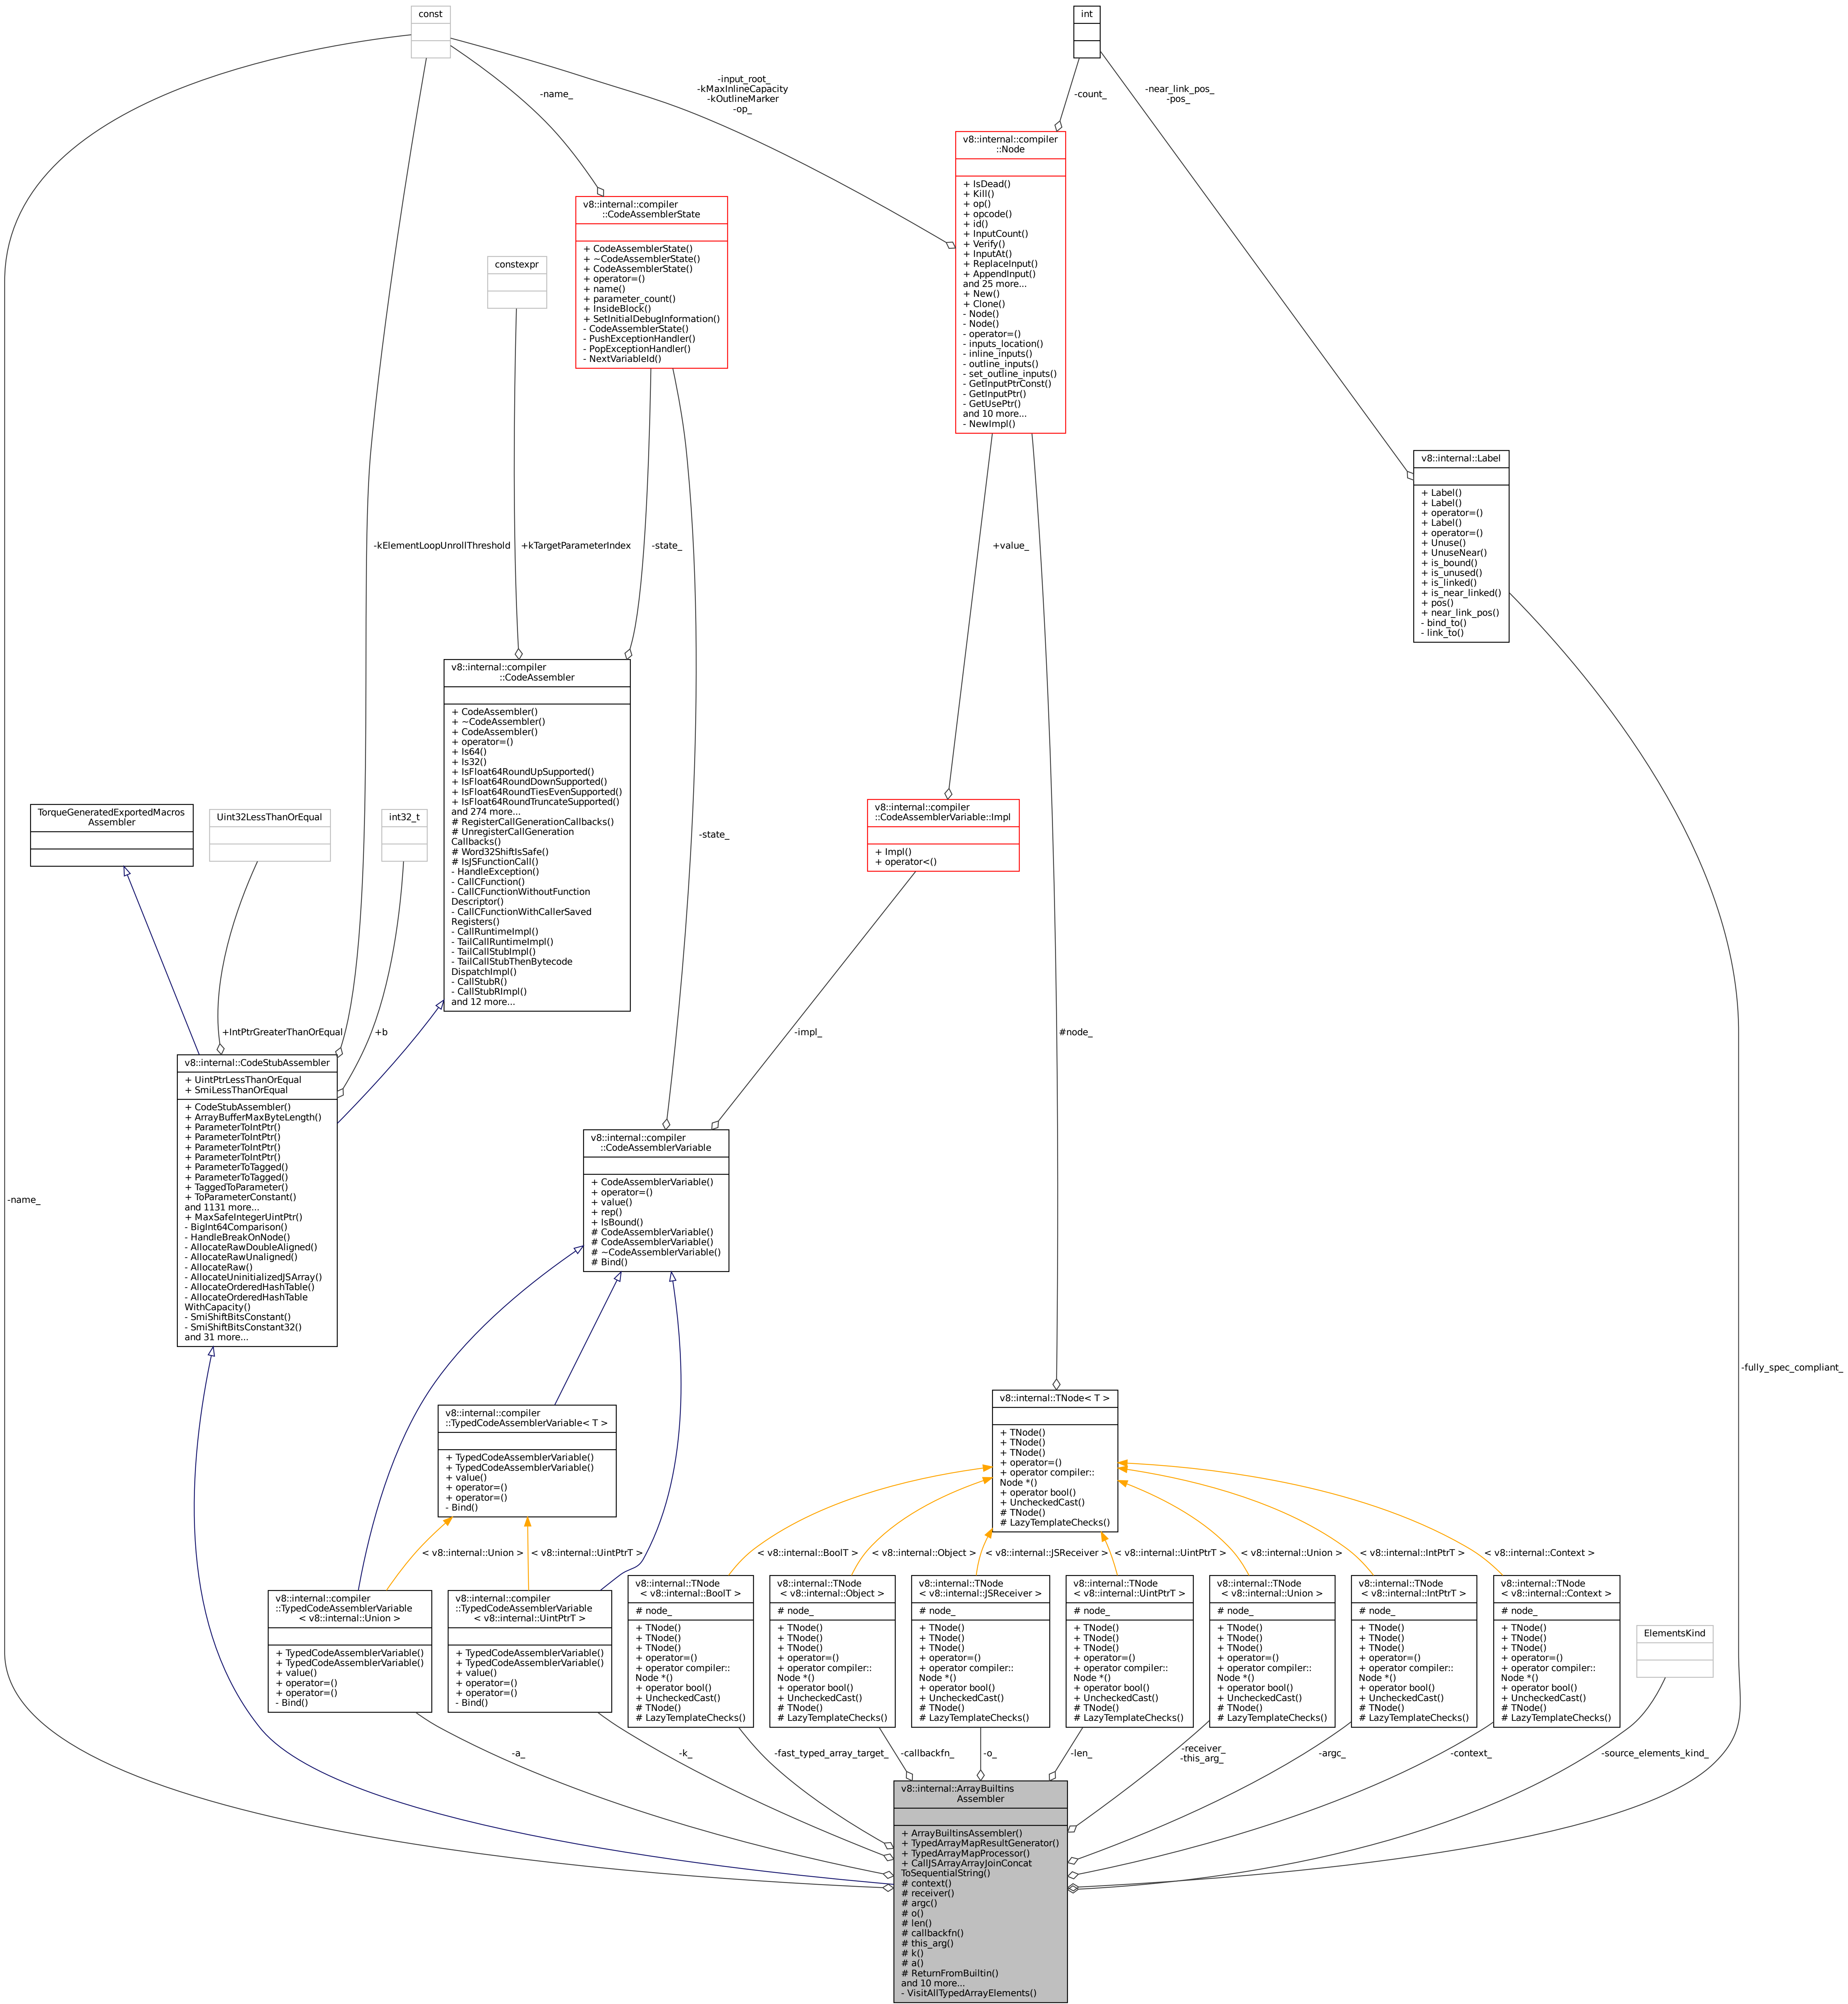 const
int
-input_root_
-kMaxInlineCapacity
-kOutlineMarker
-op_
-name_
-count_
-near_link_pos_
-pos_
v8::internal::compiler
::Node
+ IsDead()
+ Kill()
+ op()
+ opcode()
+ id()
+ InputCount()
+ Verify()
+ InputAt()
+ ReplaceInput()
+ AppendInput()
and 25 more...
+ New()
+ Clone()
- Node()
- Node()
- operator=()
- inputs_location()
- inline_inputs()
- outline_inputs()
- set_outline_inputs()
- GetInputPtrConst()
- GetInputPtr()
- GetUsePtr()
and 10 more...
- NewImpl()
v8::internal::compiler
::CodeAssemblerState
+ CodeAssemblerState()
+ ~CodeAssemblerState()
+ CodeAssemblerState()
+ operator=()
+ name()
+ parameter_count()
+ InsideBlock()
+ SetInitialDebugInformation()
- CodeAssemblerState()
- PushExceptionHandler()
- PopExceptionHandler()
- NextVariableId()
constexpr
v8::internal::Label
+ Label()
+ Label()
+ operator=()
+ Label()
+ operator=()
+ Unuse()
+ UnuseNear()
+ is_bound()
+ is_unused()
+ is_linked()
+ is_near_linked()
+ pos()
+ near_link_pos()
- bind_to()
- link_to()
-kElementLoopUnrollThreshold
+kTargetParameterIndex
-state_
+value_
v8::internal::compiler
::CodeAssembler
+ CodeAssembler()
+ ~CodeAssembler()
+ CodeAssembler()
+ operator=()
+ Is64()
+ Is32()
+ IsFloat64RoundUpSupported()
+ IsFloat64RoundDownSupported()
+ IsFloat64RoundTiesEvenSupported()
+ IsFloat64RoundTruncateSupported()
and 274 more...
# RegisterCallGenerationCallbacks()
# UnregisterCallGeneration
Callbacks()
# Word32ShiftIsSafe()
# IsJSFunctionCall()
- HandleException()
- CallCFunction()
- CallCFunctionWithoutFunction
Descriptor()
- CallCFunctionWithCallerSaved
Registers()
- CallRuntimeImpl()
- TailCallRuntimeImpl()
- TailCallStubImpl()
- TailCallStubThenBytecode
DispatchImpl()
- CallStubR()
- CallStubRImpl()
and 12 more...
TorqueGeneratedExportedMacros
Assembler
Uint32LessThanOrEqual
int32_t
v8::internal::compiler
::CodeAssemblerVariable::Impl
+ Impl()
+ operator<()
-state_
+IntPtrGreaterThanOrEqual
+b
-impl_
#node_
v8::internal::CodeStubAssembler
+ UintPtrLessThanOrEqual
+ SmiLessThanOrEqual
+ CodeStubAssembler()
+ ArrayBufferMaxByteLength()
+ ParameterToIntPtr()
+ ParameterToIntPtr()
+ ParameterToIntPtr()
+ ParameterToIntPtr()
+ ParameterToTagged()
+ ParameterToTagged()
+ TaggedToParameter()
+ ToParameterConstant()
and 1131 more...
+ MaxSafeIntegerUintPtr()
- BigInt64Comparison()
- HandleBreakOnNode()
- AllocateRawDoubleAligned()
- AllocateRawUnaligned()
- AllocateRaw()
- AllocateUninitializedJSArray()
- AllocateOrderedHashTable()
- AllocateOrderedHashTable
WithCapacity()
- SmiShiftBitsConstant()
- SmiShiftBitsConstant32()
and 31 more...
v8::internal::compiler
::CodeAssemblerVariable
+ CodeAssemblerVariable()
+ operator=()
+ value()
+ rep()
+ IsBound()
# CodeAssemblerVariable()
# CodeAssemblerVariable()
# ~CodeAssemblerVariable()
# Bind()
-name_
-fully_spec_compliant_
v8::internal::compiler
::TypedCodeAssemblerVariable< T >
+ TypedCodeAssemblerVariable()
+ TypedCodeAssemblerVariable()
+ value()
+ operator=()
+ operator=()
- Bind()
v8::internal::TNode< T >
+ TNode()
+ TNode()
+ TNode()
+ operator=()
+ operator compiler::
Node *()
+ operator bool()
+ UncheckedCast()
# TNode()
# LazyTemplateChecks()
< v8::internal::Union >
< v8::internal::UintPtrT >
< v8::internal::BoolT >
< v8::internal::Object >
< v8::internal::JSReceiver >
< v8::internal::UintPtrT >
< v8::internal::Union >
< v8::internal::IntPtrT >
< v8::internal::Context >
v8::internal::compiler
::TypedCodeAssemblerVariable
< v8::internal::Union >
+ TypedCodeAssemblerVariable()
+ TypedCodeAssemblerVariable()
+ value()
+ operator=()
+ operator=()
- Bind()
v8::internal::compiler
::TypedCodeAssemblerVariable
< v8::internal::UintPtrT >
+ TypedCodeAssemblerVariable()
+ TypedCodeAssemblerVariable()
+ value()
+ operator=()
+ operator=()
- Bind()
v8::internal::TNode
< v8::internal::BoolT >
# node_
+ TNode()
+ TNode()
+ TNode()
+ operator=()
+ operator compiler::
Node *()
+ operator bool()
+ UncheckedCast()
# TNode()
# LazyTemplateChecks()
v8::internal::TNode
< v8::internal::Object >
# node_
+ TNode()
+ TNode()
+ TNode()
+ operator=()
+ operator compiler::
Node *()
+ operator bool()
+ UncheckedCast()
# TNode()
# LazyTemplateChecks()
v8::internal::TNode
< v8::internal::JSReceiver >
# node_
+ TNode()
+ TNode()
+ TNode()
+ operator=()
+ operator compiler::
Node *()
+ operator bool()
+ UncheckedCast()
# TNode()
# LazyTemplateChecks()
v8::internal::TNode
< v8::internal::UintPtrT >
# node_
+ TNode()
+ TNode()
+ TNode()
+ operator=()
+ operator compiler::
Node *()
+ operator bool()
+ UncheckedCast()
# TNode()
# LazyTemplateChecks()
v8::internal::TNode
< v8::internal::Union >
# node_
+ TNode()
+ TNode()
+ TNode()
+ operator=()
+ operator compiler::
Node *()
+ operator bool()
+ UncheckedCast()
# TNode()
# LazyTemplateChecks()
v8::internal::TNode
< v8::internal::IntPtrT >
# node_
+ TNode()
+ TNode()
+ TNode()
+ operator=()
+ operator compiler::
Node *()
+ operator bool()
+ UncheckedCast()
# TNode()
# LazyTemplateChecks()
v8::internal::TNode
< v8::internal::Context >
# node_
+ TNode()
+ TNode()
+ TNode()
+ operator=()
+ operator compiler::
Node *()
+ operator bool()
+ UncheckedCast()
# TNode()
# LazyTemplateChecks()
ElementsKind
-a_
-k_
-fast_typed_array_target_
-callbackfn_
-o_
-len_
-receiver_
-this_arg_
-argc_
-context_
-source_elements_kind_
v8::internal::ArrayBuiltins
Assembler
+ ArrayBuiltinsAssembler()
+ TypedArrayMapResultGenerator()
+ TypedArrayMapProcessor()
+ CallJSArrayArrayJoinConcat
ToSequentialString()
# context()
# receiver()
# argc()
# o()
# len()
# callbackfn()
# this_arg()
# k()
# a()
# ReturnFromBuiltin()
and 10 more...
- VisitAllTypedArrayElements()